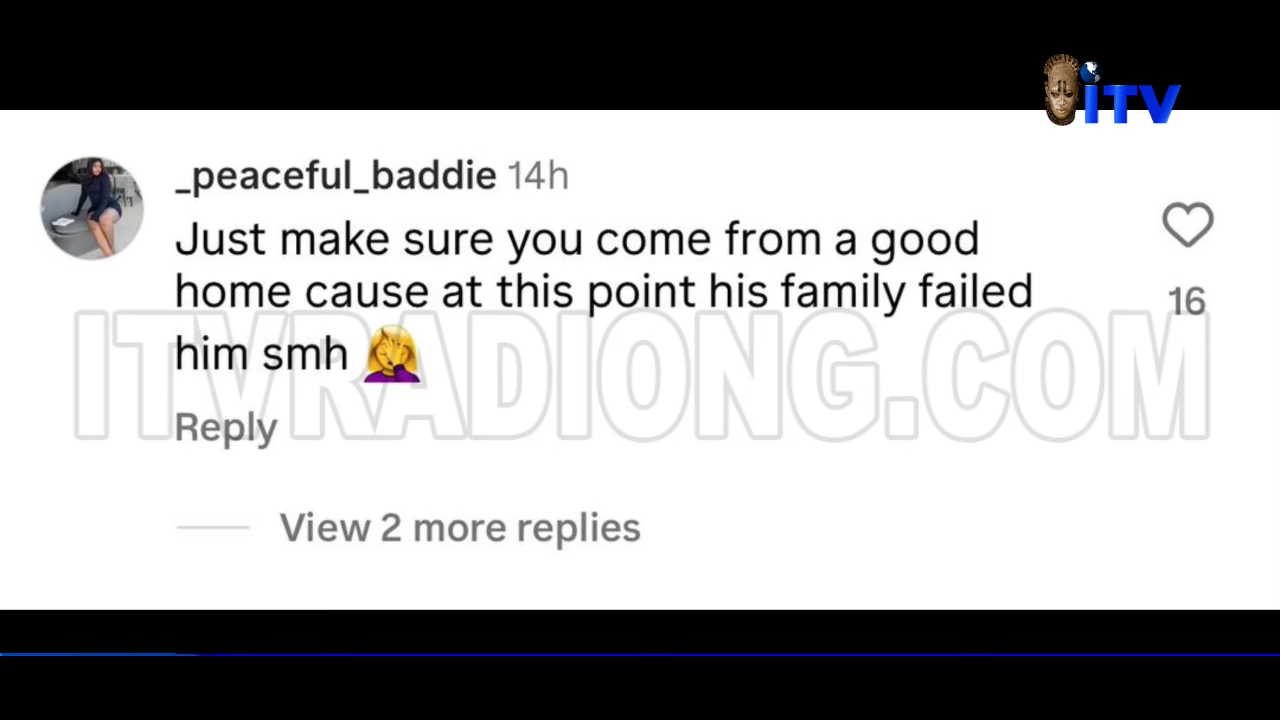 iTV
_peaceful_baddie 14h
Just make sure you come from a good
home cause at this point his family failed
him smh 🤦‍♀️
16
ITVRADIONG.COM
Reply
View 2 more replies